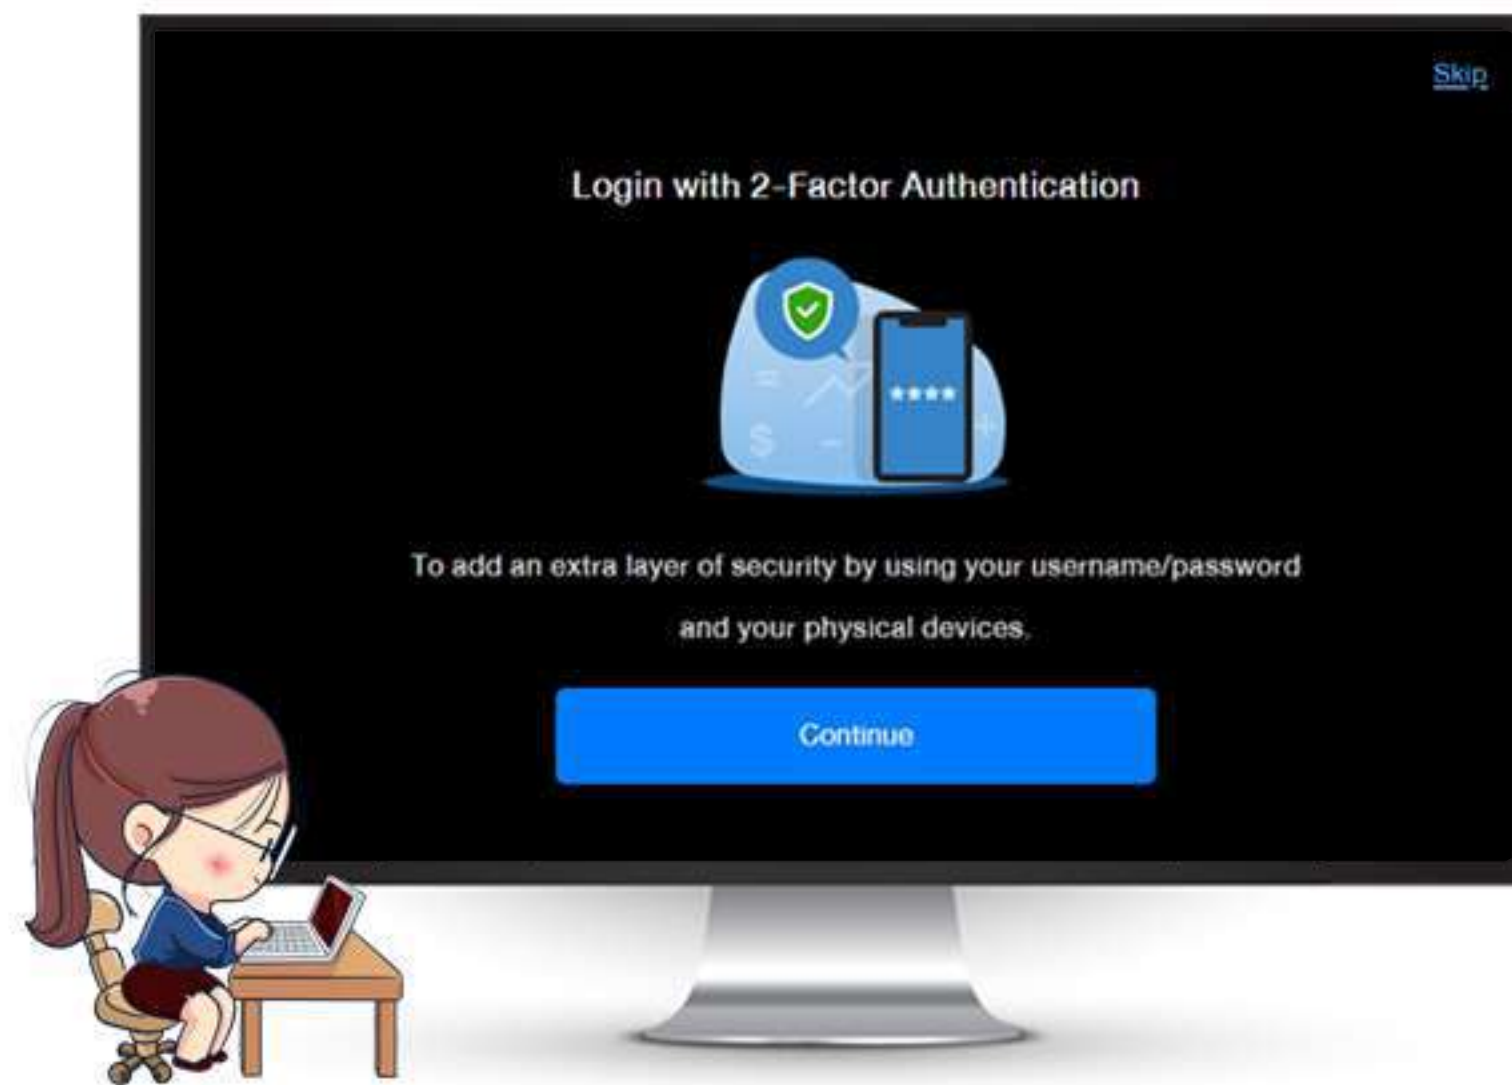 Skip
Login with 2-Factor Authentication
****
$
To add an extra layer of security by using your username/password
and your physical devices.
Continue